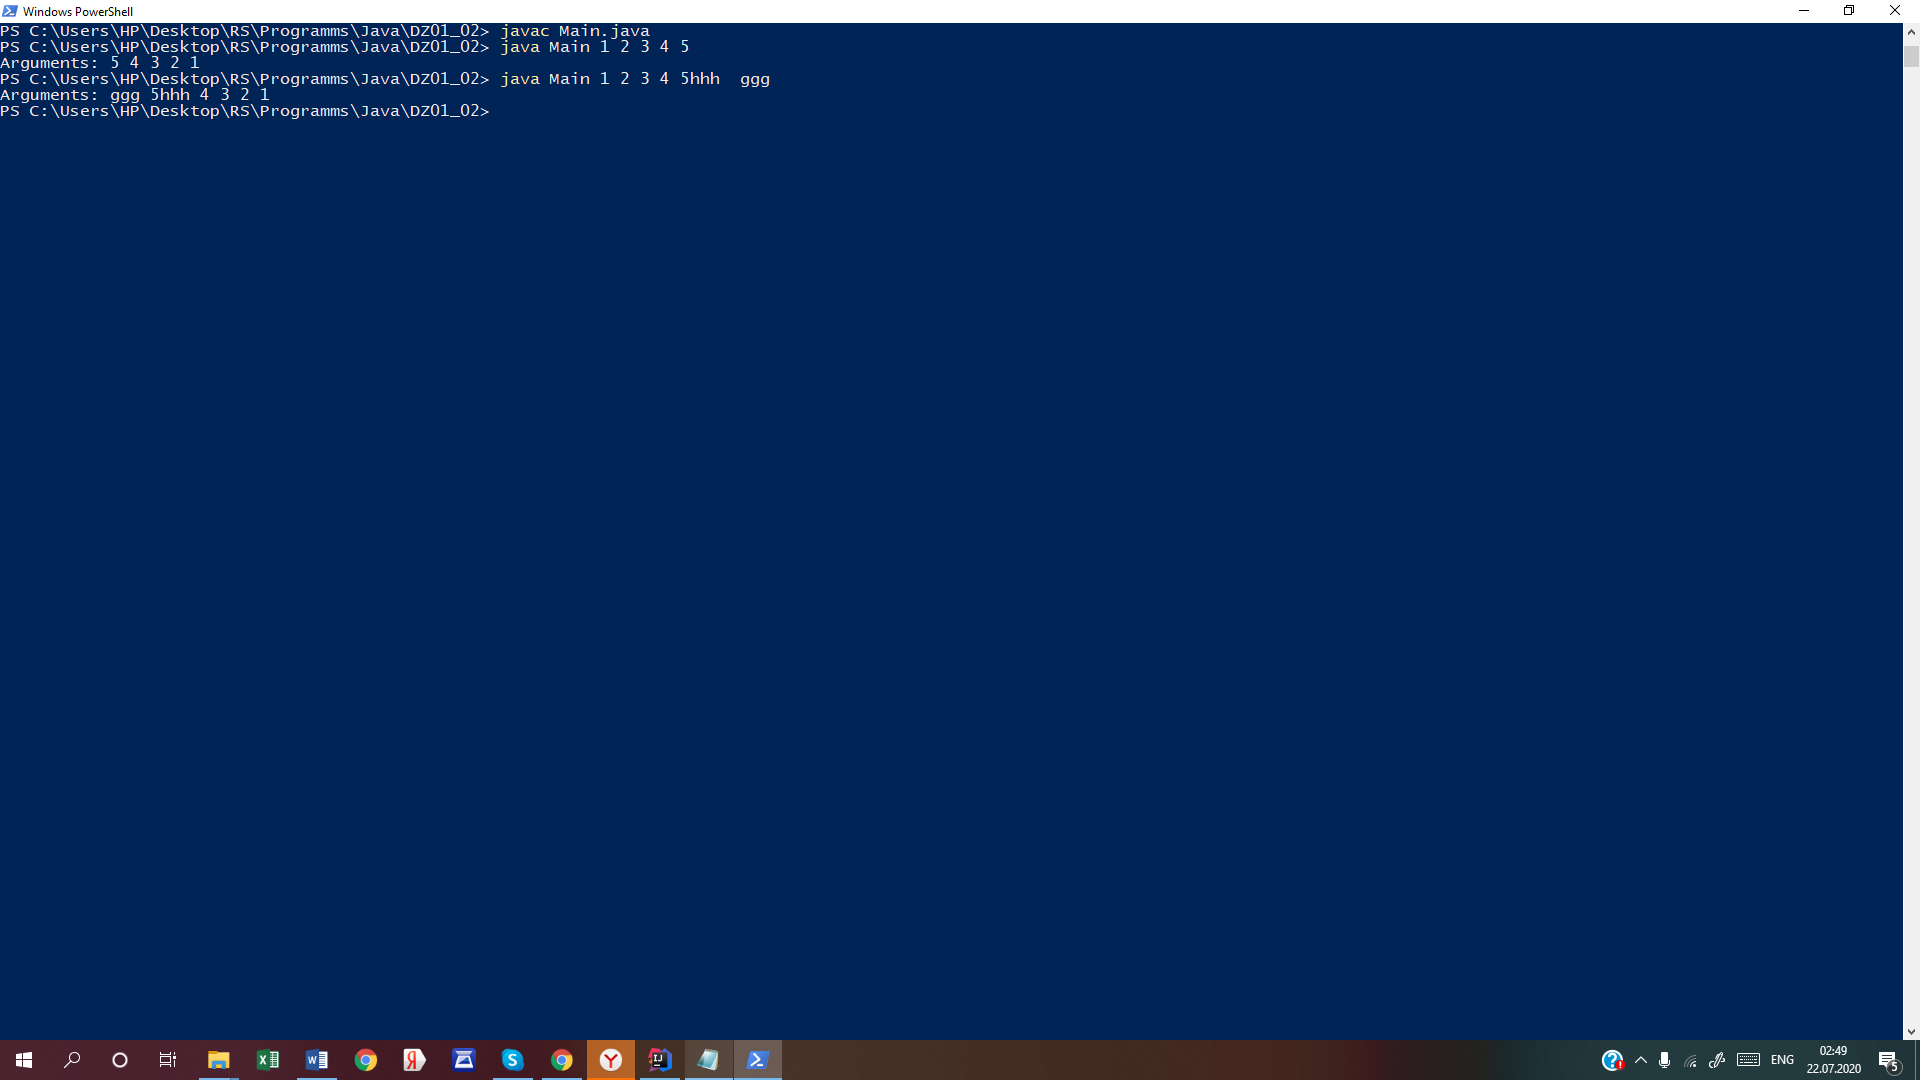 Windows PowerShell
PS C:\Users\HP\Desktop\RS\Programms\Java\DZ01_02> javac Main.java
PS C:\Users\HP\Desktop\RS\Programms\Java\DZ01_02> java Main 1 2 3 4 5
Arguments: 5 4 3 2 1
PS C:\Users\HP\Desktop\RS\Programms\Java\DZ01_02> java Main 1 2 3 4 5hhh  ggg
Arguments: ggg 5hhh 4 3 2 1
PS C:\Users\HP\Desktop\RS\Programms\Java\DZ01_02>
ENG
02:49
22.07.2020
5